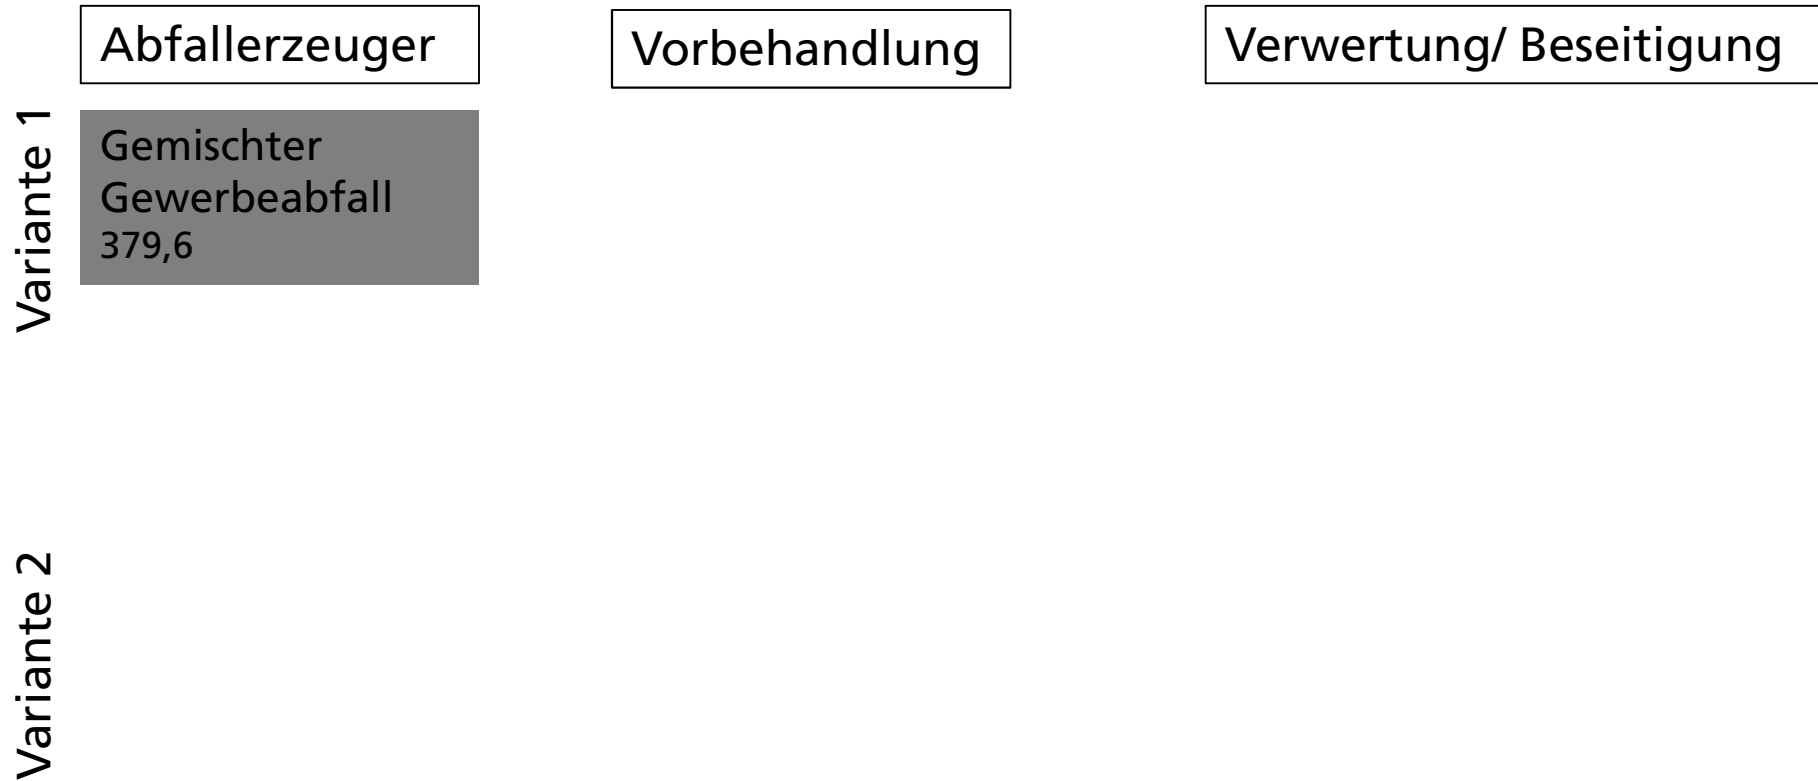 Abfallerzeuger
Vorbehandlung
Verwertung/ Beseitigung
Variante 1
Gemischter
Gewerbeabfall
379,6
Variante 2